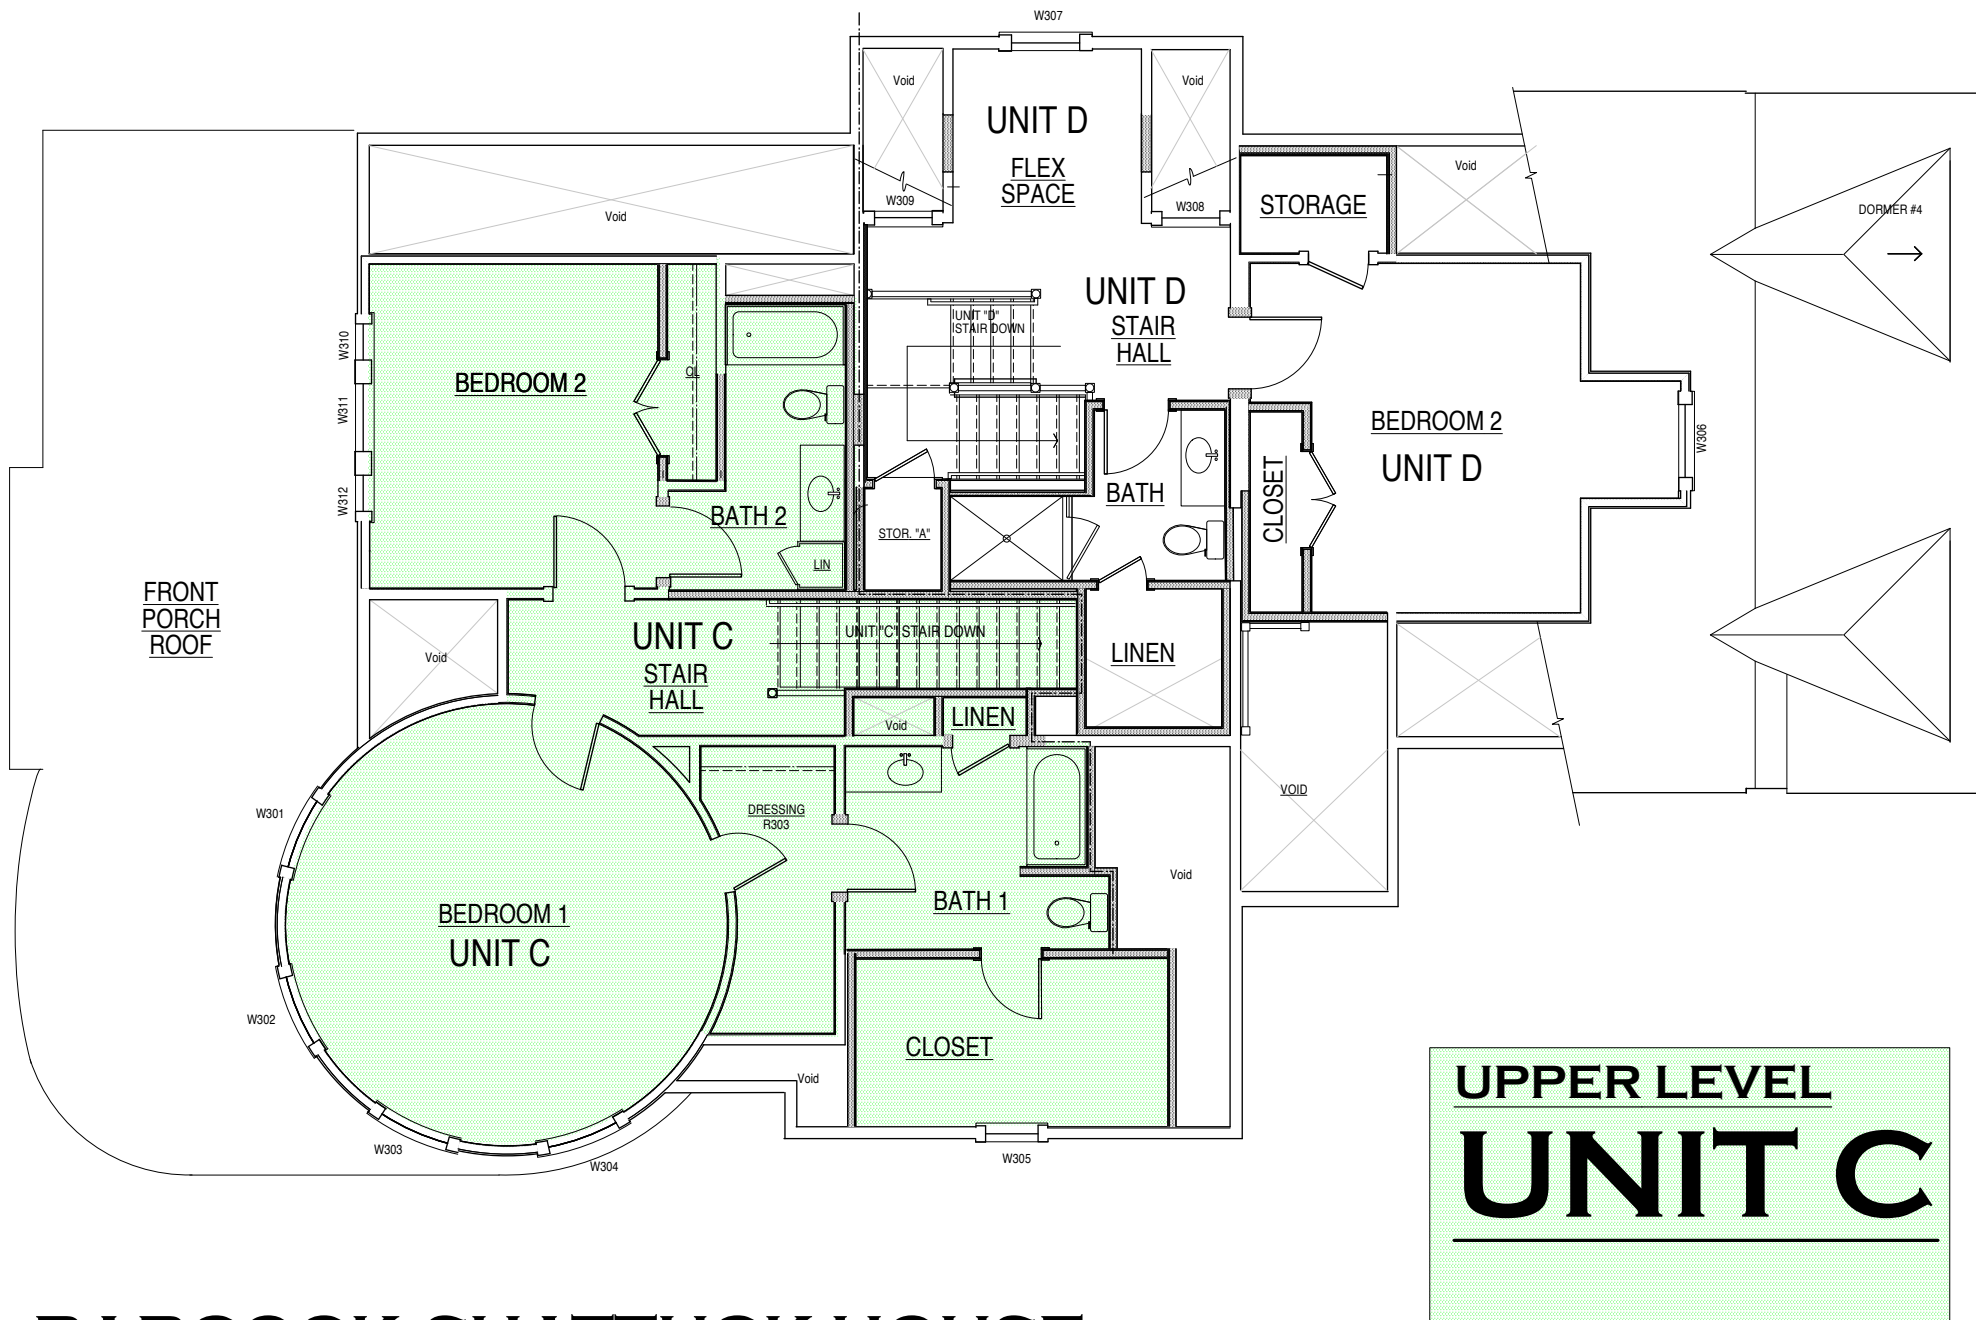 W307
Void
Void
UNIT D
FLEX
SPACE
Void
STORAGE
DORMER #4
W309
W308
Void
UNIT D
STAIR
HALL
UNIT "D"
STAIR DOWN
W310
W311
W312
BEDROOM 2
CL
BEDROOM 2
UNIT D
W306
CLOSET
BATH
BATH 2
STOR. "A"
LIN
FRONT
PORCH
ROOF
UNIT C
STAIR
HALL
UNIT "C" STAIR DOWN
Void
LINEN
Void
LINEN
VOID
W301
DRESSING
R303
Void
BATH 1
BEDROOM 1
UNIT C
W302
CLOSET
Void
W303
W304
W305
UPPER LEVEL
UNIT C